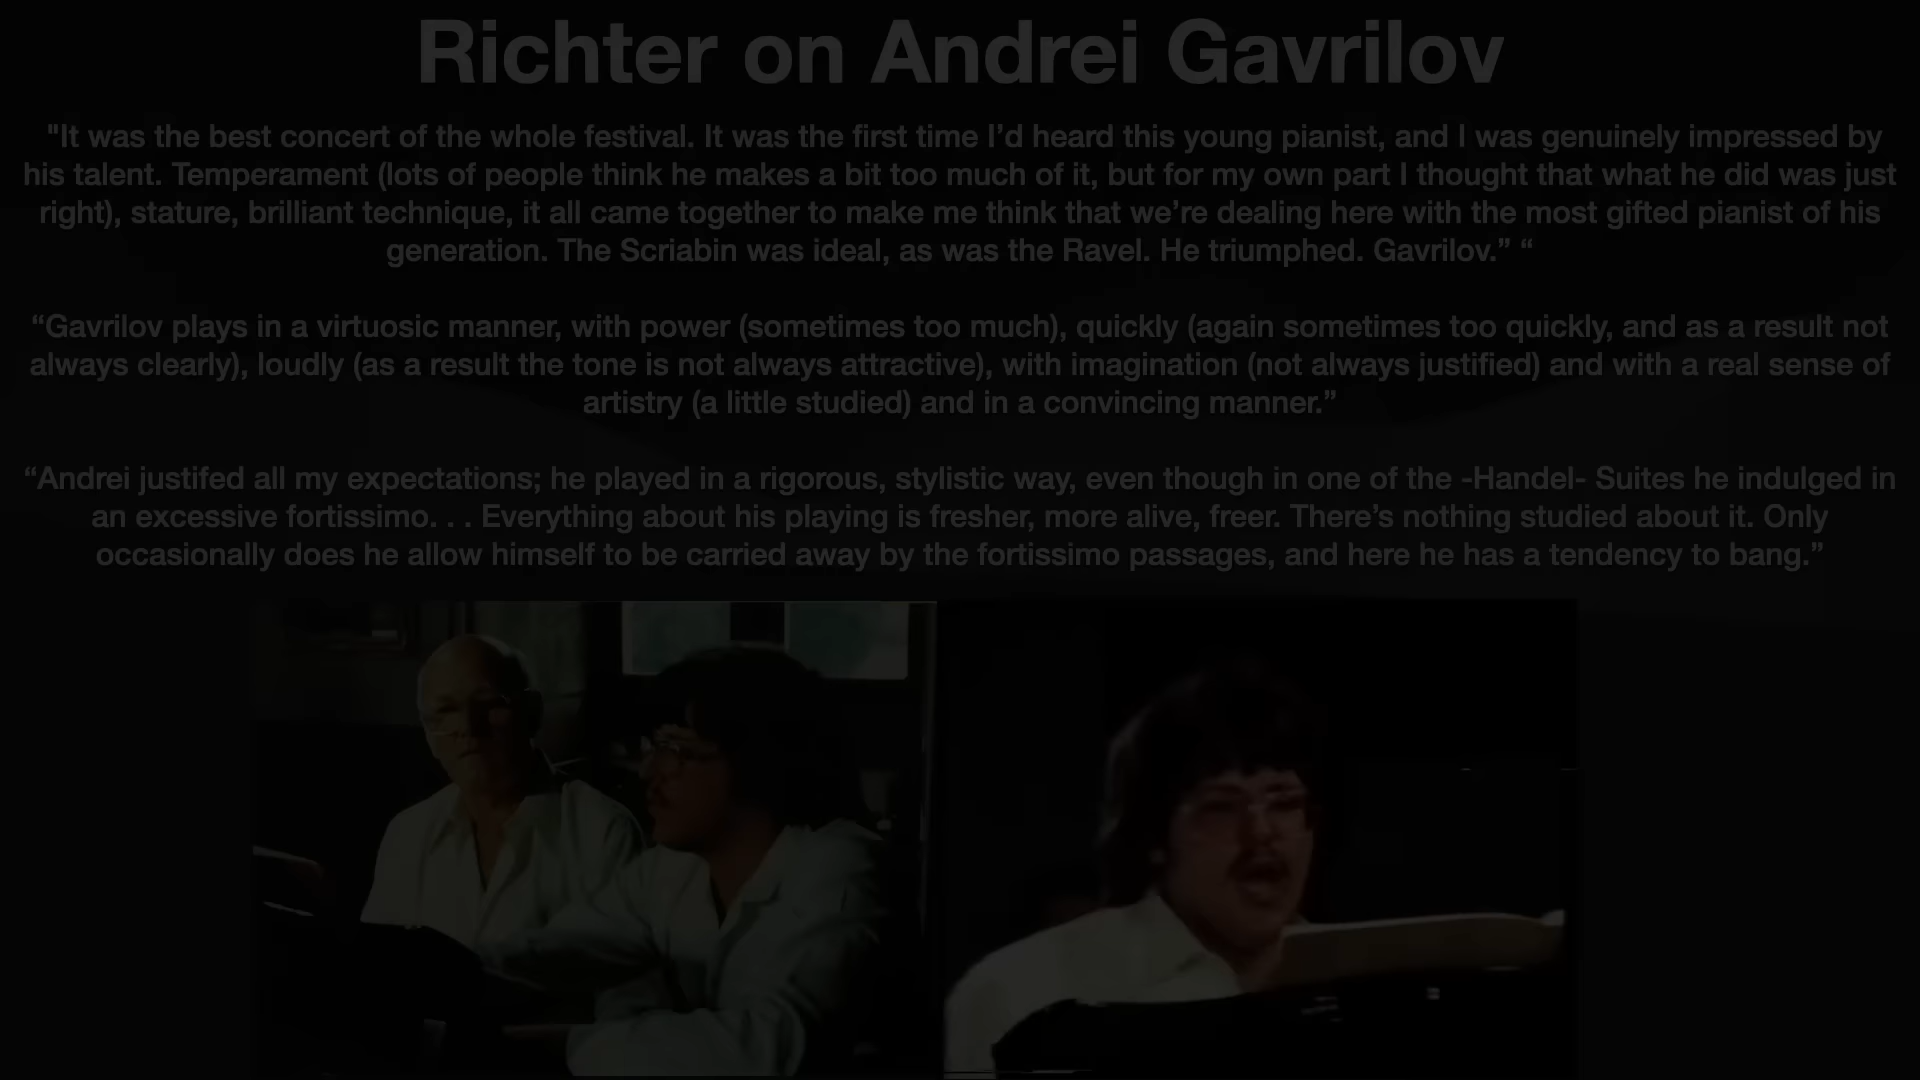 Richter on Andrei Gavrilov
"It was the best concert of the whole festival. It was the first time I’d heard this young pianist, and I was genuinely impressed by
his talent. Temperament (lots of people think he makes a bit too much of it, but for my own part I thought that what he did was just
right), stature, brilliant technique, it all came together to make me think that we’re dealing here with the most gifted pianist of his
generation. The Scriabin was ideal, as was the Ravel. He triumphed. Gavrilov.” “
“Gavrilov plays in a virtuosic manner, with power (sometimes too much), quickly (again sometimes too quickly, and as a result not
always clearly), loudly (as a result the tone is not always attractive), with imagination (not always justified) and with a real sense of
artistry (a little studied) and in a convincing manner.”
“Andrei justifed all my expectations; he played in a rigorous, stylistic way, even though in one of the -Handel- Suites he indulged in
an excessive fortissimo. . . Everything about his playing is fresher, more alive, freer. There’s nothing studied about it. Only
occasionally does he allow himself to be carried away by the fortissimo passages, and here he has a tendency to bang.”